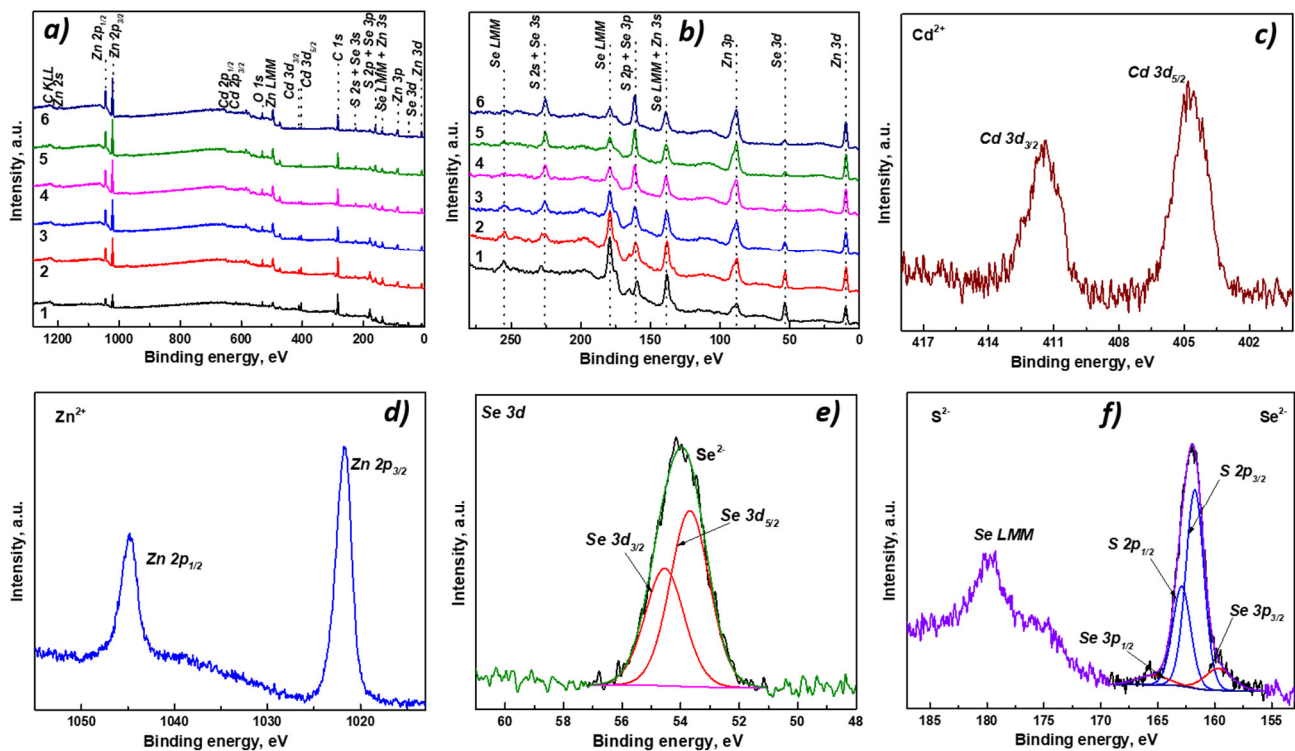 a)
C KLL
Zn 2s
Zn 2p1/2
Zn 2p3/2
Cd 2p1/2
Cd 2p3/2
O 1s
Zn LMM
Cd 3d3/2
Cd 3d5/2
C 1s
S 2s + Se 3s
S 2p + Se 3p
Se LMM + Zn 3s
Zn 3p
Se 3d
Zn 3d
6
5
4
3
2
1
Intensity, a.u.
1200 1000 800 600 400 200 0
Binding energy, eV
b)
Se LMM
S 2s + Se 3s
Se LMM
S 2p + Se 3p
Se LMM + Zn 3s
Zn 3p
Se 3d
Zn 3d
6
5
4
3
2
1
Intensity, a.u.
250 200 150 100 50 0
Binding energy, eV
Cd2+
c)
Cd 3d5/2
Cd 3d3/2
Intensity, a.u.
417 414 411 408 405 402
Binding energy, eV
Zn2+
d)
Zn 2p3/2
Zn 2p1/2
Intensity, a.u.
1050 1040 1030 1020
Binding energy, eV
Se 3d
e)
Se2-
Se 3d5/2
Se 3d3/2
Intensity, a.u.
60 58 56 54 52 50 48
Binding energy, eV
S2-
f)
Se2-
S 2p3/2
S 2p1/2
Se LMM
Se 3p3/2
Se 3p1/2
Intensity, a.u.
185 180 175 170 165 160 155
Binding energy, eV